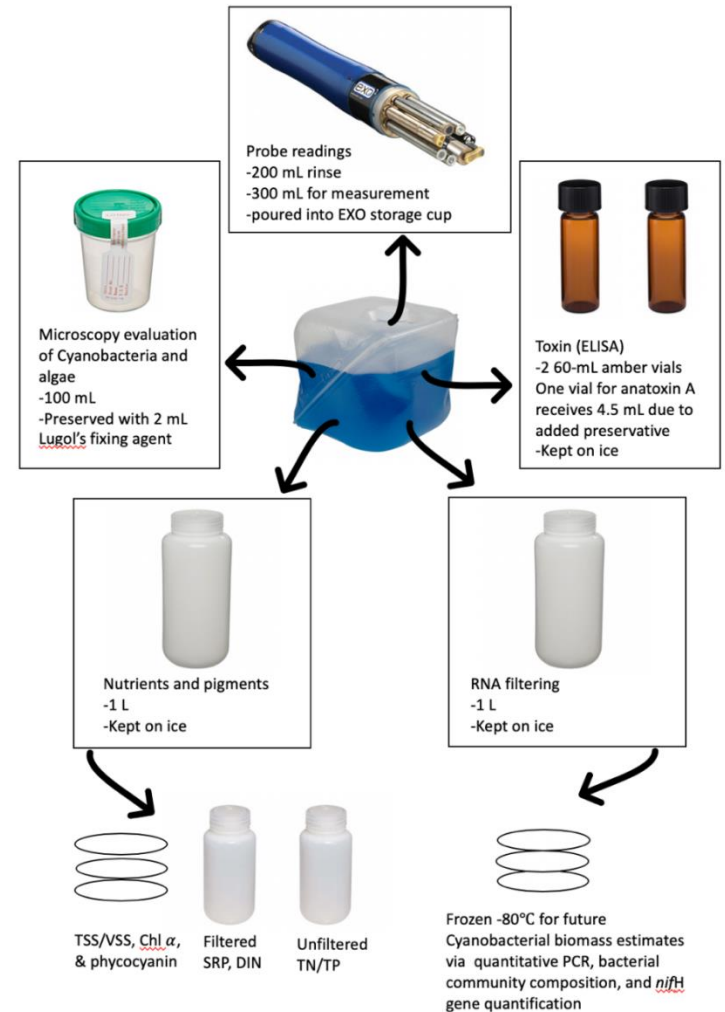 EXO
Probe readings
-200 mL rinse
-300 mL for measurement
-poured into EXO storage cup
Microscopy evaluation
of Cyanobacteria and
algae
-100 mL
-Preserved with 2 mL
Lugol's fixing agent
Toxin (ELISA)
-2 60-mL amber vials
One vial for anatoxin A
receives 4.5 mL due to
added preservative
-Kept on ice
Nutrients and pigments
-1 L
-Kept on ice
RNA filtering
-1 L
-Kept on ice
TSS/VSS, Chl α,
& phycocyanin
Filtered
SRP, DIN
Unfiltered
TN/TP
Frozen -80℃ for future
Cyanobacterial biomass estimates
via quantitative PCR, bacterial
community composition, and nifH
gene quantification